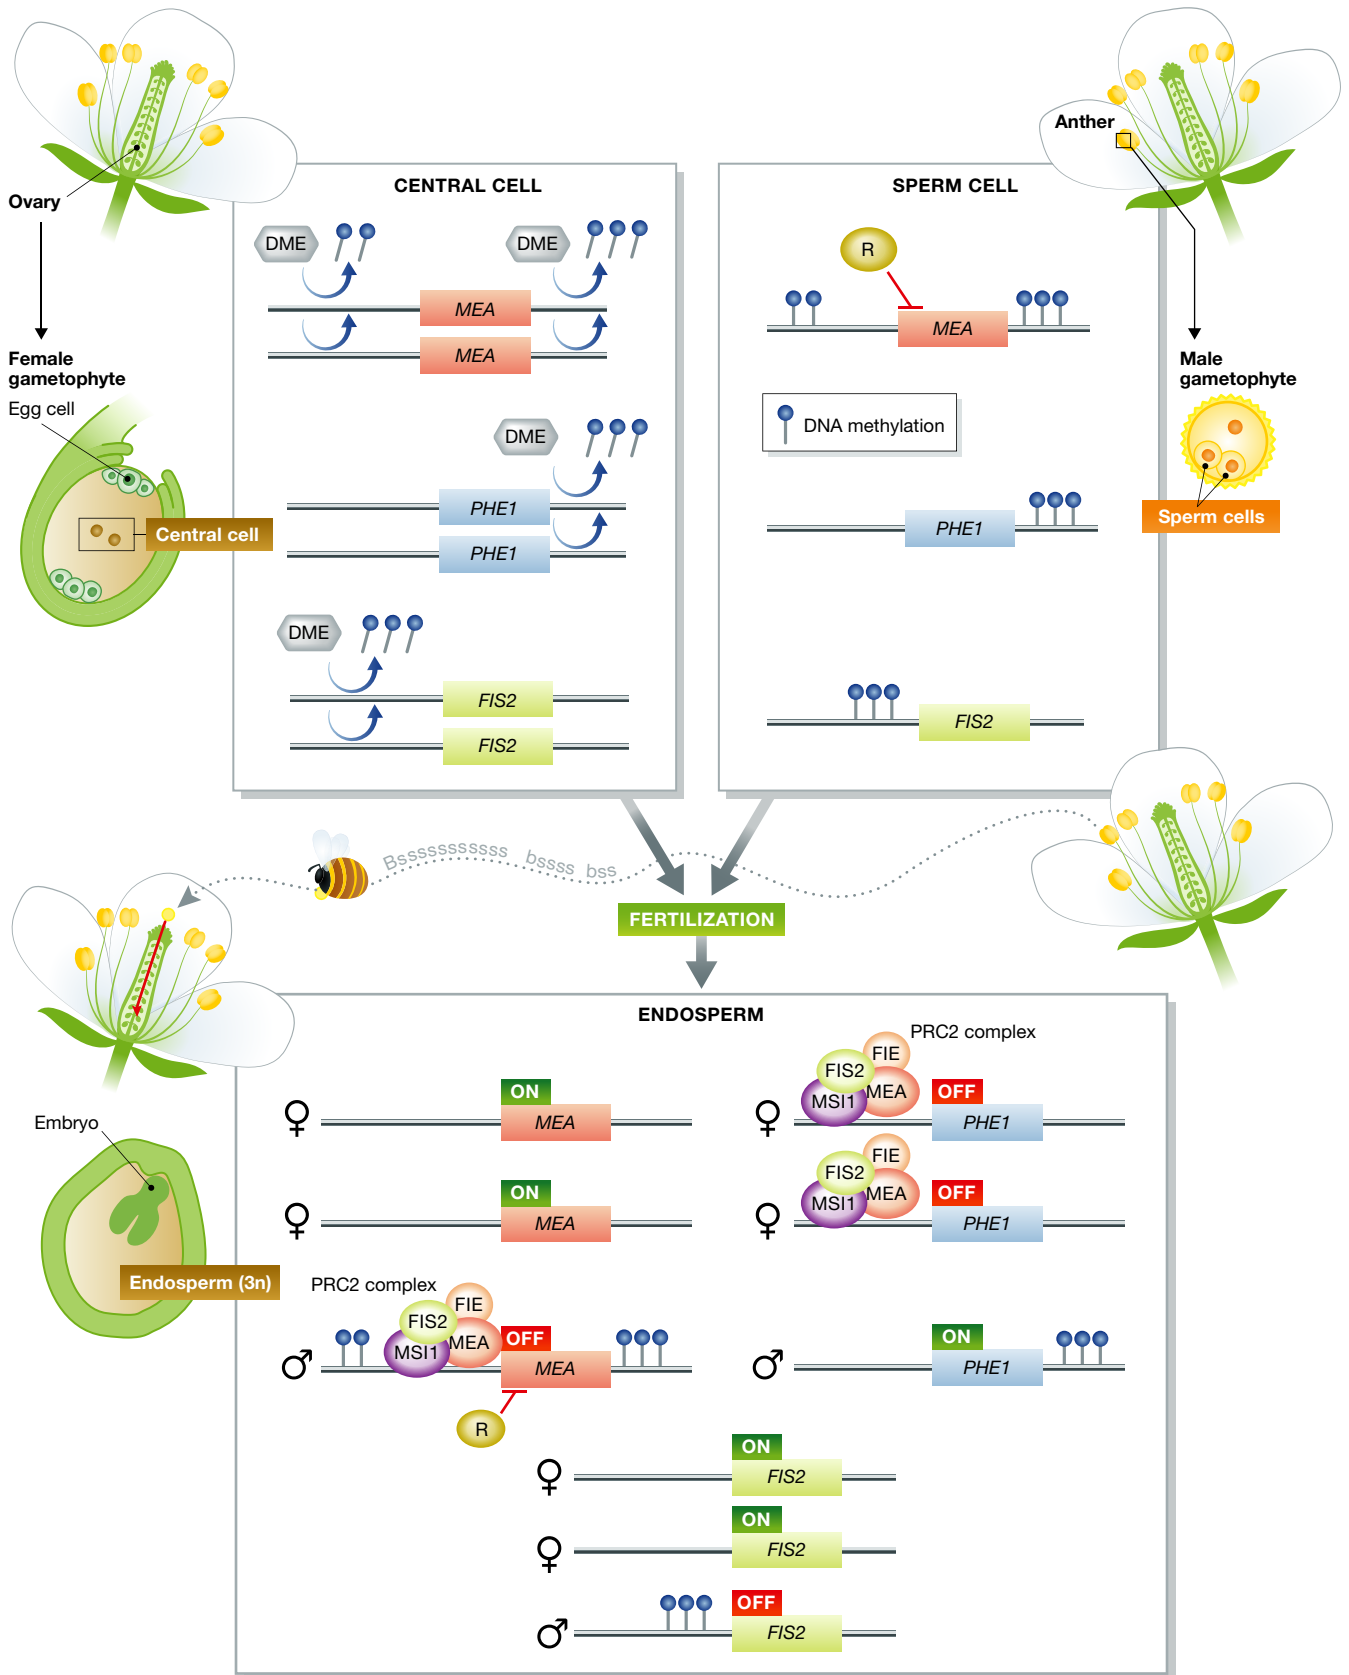 Ovary
Female
gametophyte
Egg cell
Central cell
CENTRAL CELL
DME
DME
MEA
MEA
DME
PHE1
PHE1
DME
FIS2
FIS2
SPERM CELL
R
MEA
DNA methylation
PHE1
FIS2
Anther
Male
gametophyte
Sperm cells
Bsssssssssss bssss bss
FERTILIZATION
ENDOSPERM
Embryo
Endosperm (3n)
ON
MEA
ON
MEA
PRC2 complex
FIE
FIS2
MEA
MSI1
OFF
MEA
R
PRC2 complex
FIE
FIS2
MEA
MSI1
OFF
PHE1
FIE
FIS2
MEA
MSI1
OFF
PHE1
ON
PHE1
ON
FIS2
ON
FIS2
OFF
FIS2